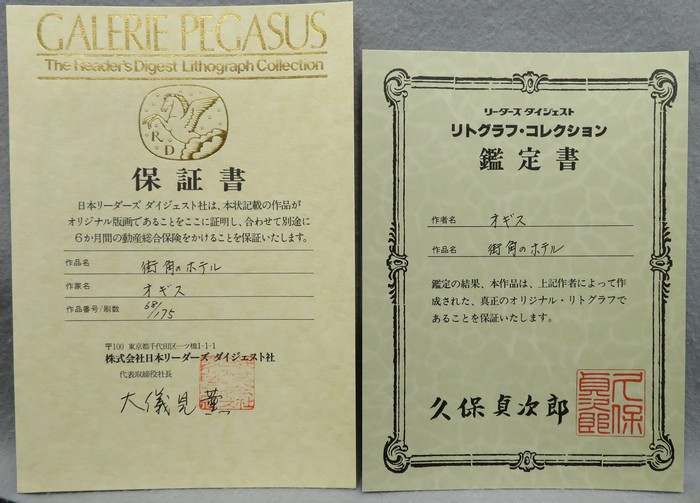 GALERIE PEGASUS
The Reader's Digest Lithograph Collection
R D
保証書
日本リーダーズ ダイジェスト社は、本状記載の作品が
オリジナル版画であることをここに証明し、合わせて別途に
6か月間の動産総合保険をかけることを保証いたします。
作品名 街角のホテル
作家名 オギス
作品番号/刷数 68/175
〒100 東京都千代田区一ツ橋1-1-1
株式会社日本リーダーズ ダイジェスト社
代表取締役社長
大儀見 薫
リーダーズ ダイジェスト
リトグラフ・コレクション
鑑定書
作者名 オギス
作品名 街角のホテル
鑑定の結果、本作品は、上記作者によって作
成された、真正のオリジナル・リトグラフで
あることを保証いたします。
久保貞次郎
久保貞次郎